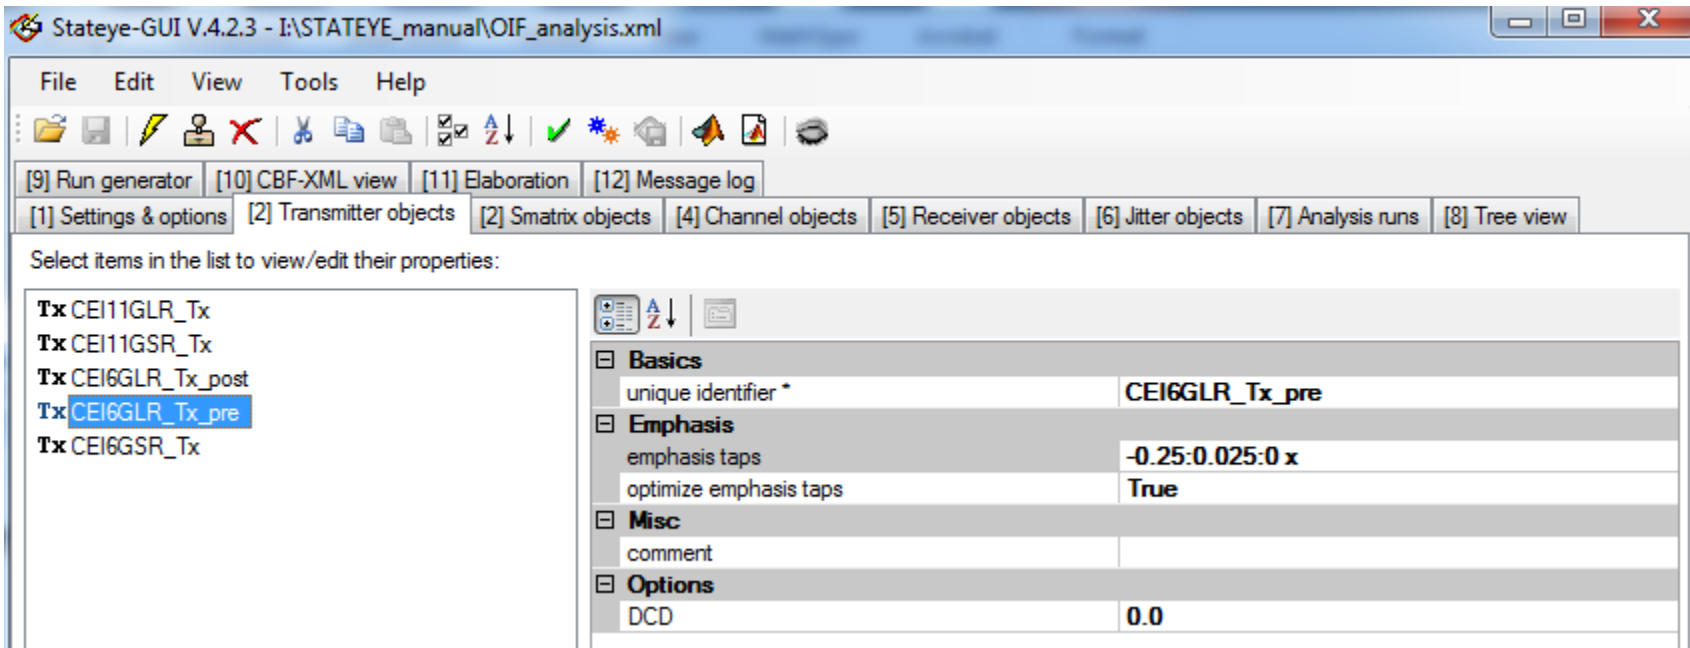 Stateye-GUI V.4.2.3 - I:\STATEYE_manual\OIF_analysis.xml
File Edit View Tools Help
[9] Run generator [10] CBF-XML view [11] Elaboration [12] Message log
[1] Settings & options [2] Transmitter objects [2] Smatrix objects [4] Channel objects [5] Receiver objects [6] Jitter objects [7] Analysis runs [8] Tree view
Select items in the list to view/edit their properties:
Tx CEI11GLR_Tx
Tx CEI11GSR_Tx
Tx CEI6GLR_Tx_post
Tx CEI6GLR_Tx_pre
Tx CEI6GSR_Tx
Basics
unique identifier * CEI6GLR_Tx_pre
Emphasis
emphasis taps -0.25:0.025:0 x
optimize emphasis taps True
Misc
comment
Options
DCD 0.0